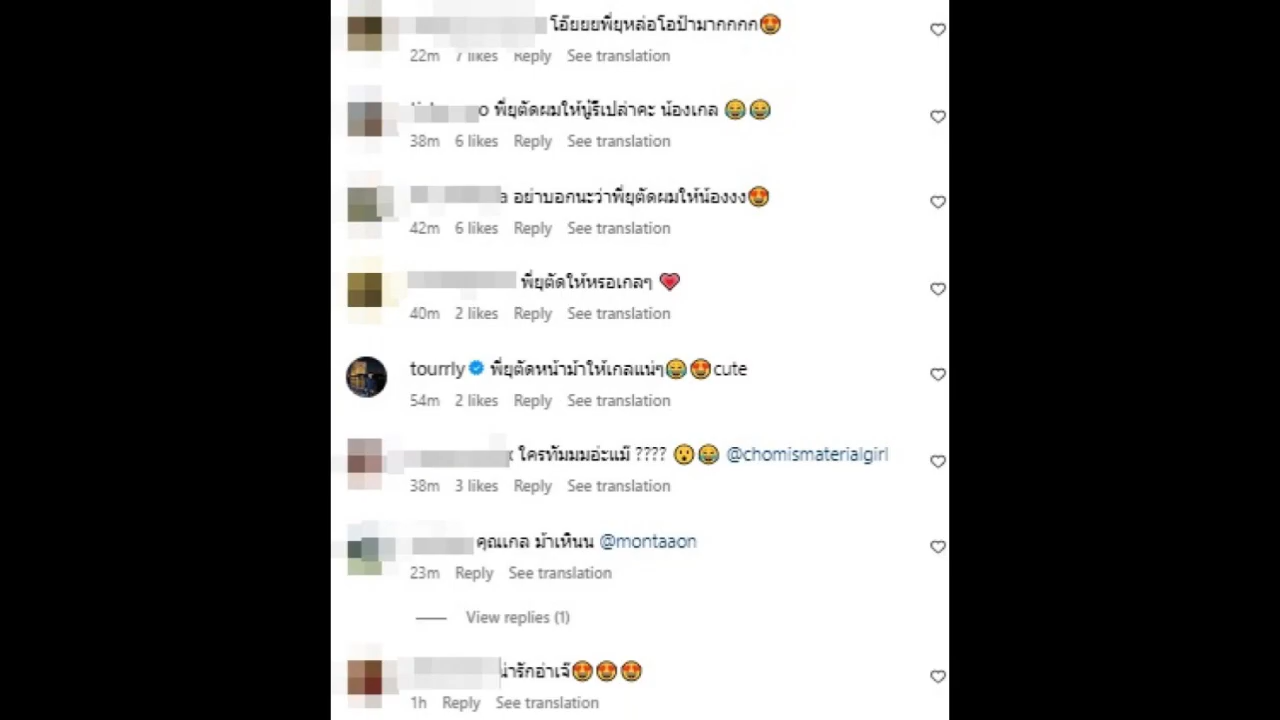 โอ๊ยยยพี่ยุหล่อโอป้ามากกกก😍
22m 7 likes Reply See translation
พี่ยุตัดผมให้นู๋รึเปล่าคะ น้องเกล 😂😂
38m 6 likes Reply See translation
อย่าบอกนะว่าพี่ยุตัดผมให้น้องงง😍
42m 6 likes Reply See translation
พี่ยุตัดให้หรอเกลๆ 💗
40m 2 likes Reply See translation
tourrly พี่ยุตัดหน้าม้าให้เกลแน่ๆ😂😍cute
54m 2 likes Reply See translation
ใครทัมมมอ่ะแม๊ ???? 😮😂 @chomismaterialgirl
38m 3 likes Reply See translation
คุณเกล ม้าเหินน @montaaon
23m Reply See translation
View replies (1)
น่ารักอ่าเจ๊😍😍😍
1h Reply See translation